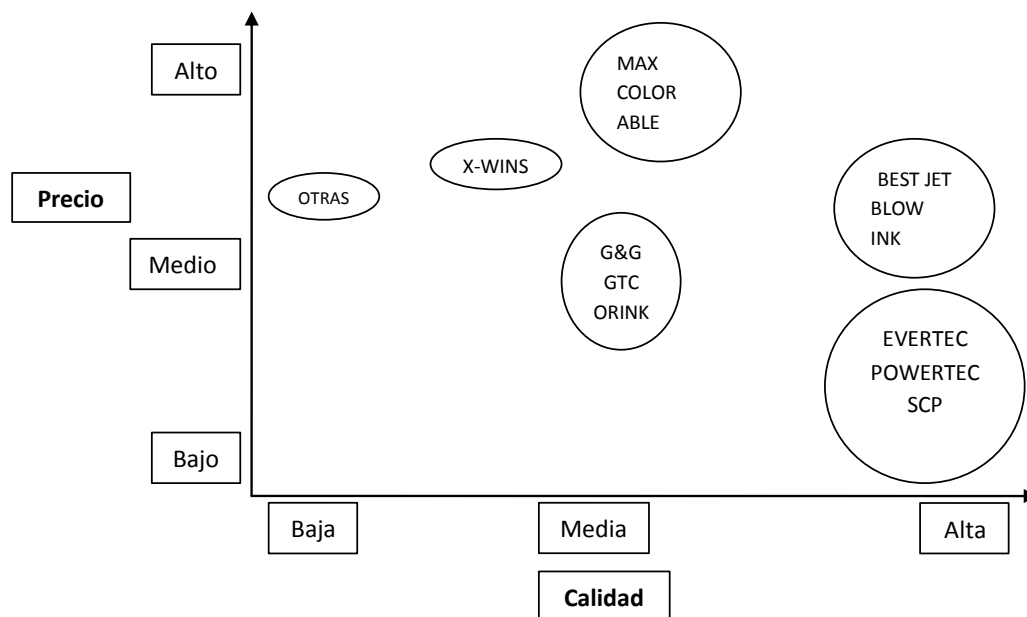 Alto
MAX
COLOR
ABLE
X-WINS
OTRAS
Precio
BEST JET
BLOW
INK
Medio
G&G
GTC
ORINK
EVERTEC
POWERTEC
SCP
Bajo
Baja
Media
Alta
Calidad